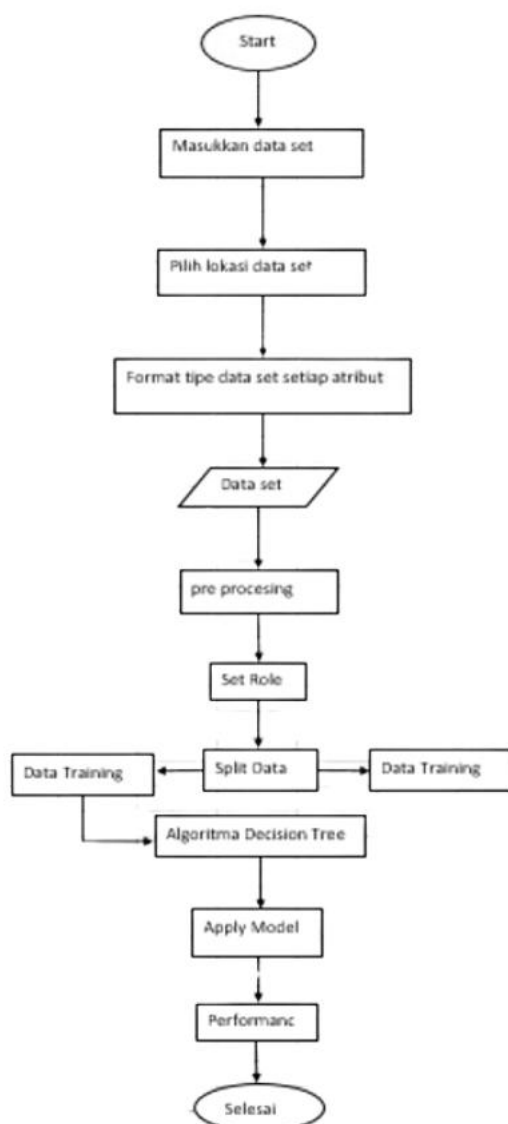 Start
Masukkan data set
Pilih lokasi data set
Format tipe data set setiap atribut
Data set
pre procesing
Set Role
Data Training
Split Data
Data Training
Algoritma Decision Tree
Apply Model
Performanc
Selesai